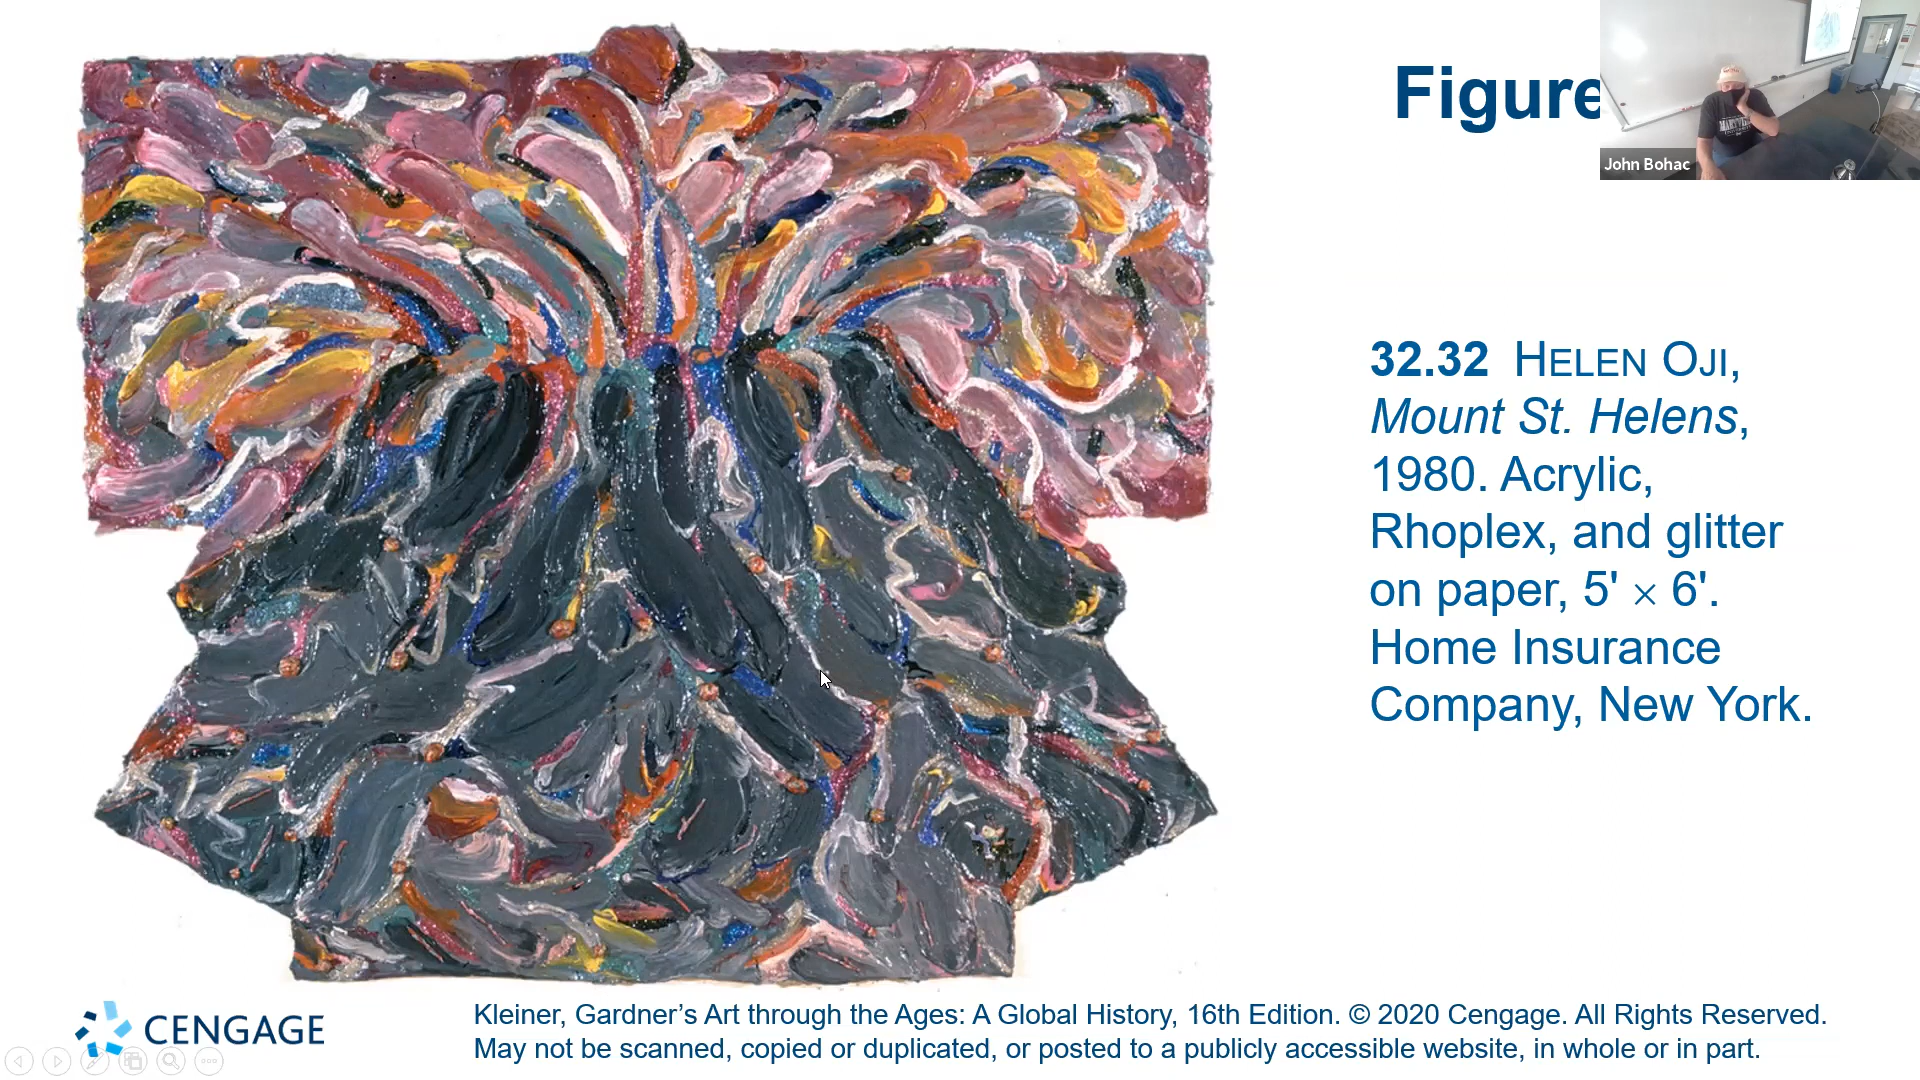 Figure
John Bohac
32.32 HELEN OJI,
Mount St. Helens,
1980. Acrylic,
Rhoplex, and glitter
on paper, 5' × 6'.
Home Insurance
Company, New York.
CENGAGE
Kleiner, Gardner’s Art through the Ages: A Global History, 16th Edition. © 2020 Cengage. All Rights Reserved.
May not be scanned, copied or duplicated, or posted to a publicly accessible website, in whole or in part.